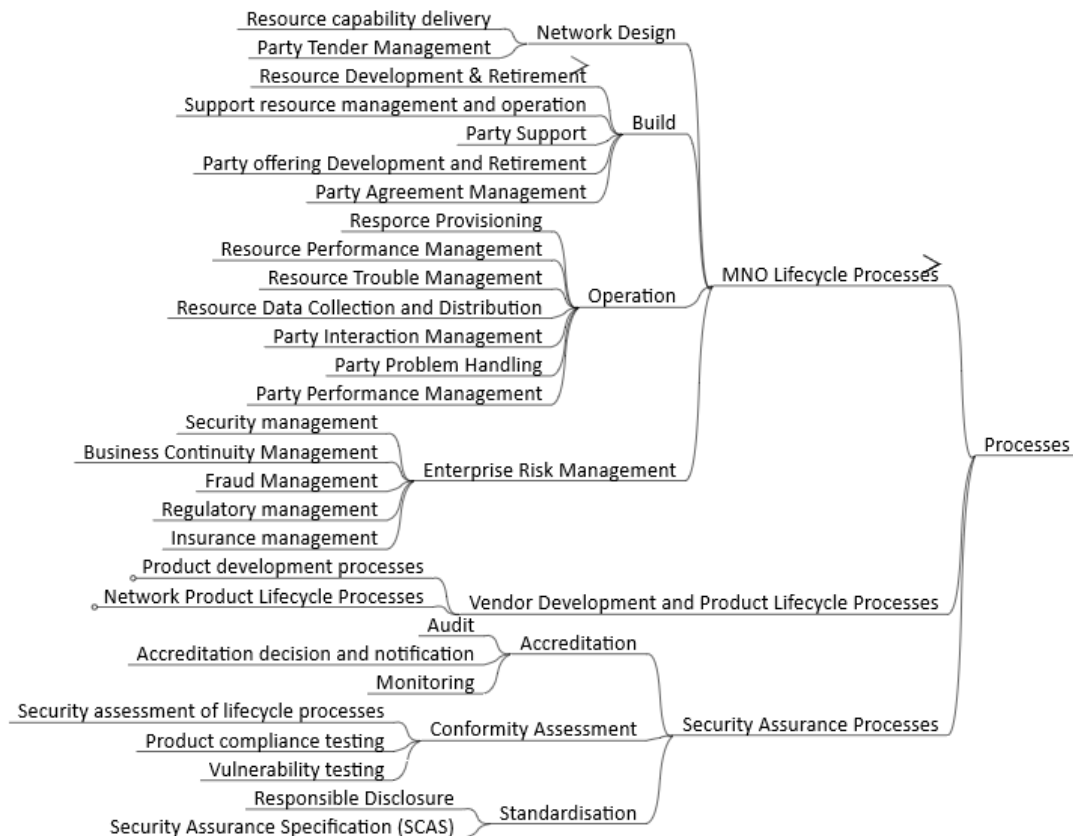 Resource capability delivery
Party Tender Management
Network Design
Resource Development & Retirement
Support resource management and operation
Party Support
Party offering Development and Retirement
Party Agreement Management
Build
Resporce Provisioning
Resource Performance Management
Resource Trouble Management
Resource Data Collection and Distribution
Party Interaction Management
Party Problem Handling
Party Performance Management
Operation
Security management
Business Continuity Management
Fraud Management
Regulatory management
Insurance management
Enterprise Risk Management
MNO Lifecycle Processes
Product development processes
Network Product Lifecycle Processes
Vendor Development and Product Lifecycle Processes
Audit
Accreditation decision and notification
Monitoring
Accreditation
Security assessment of lifecycle processes
Product compliance testing
Vulnerability testing
Conformity Assessment
Responsible Disclosure
Security Assurance Specification (SCAS)
Standardisation
Security Assurance Processes
Processes